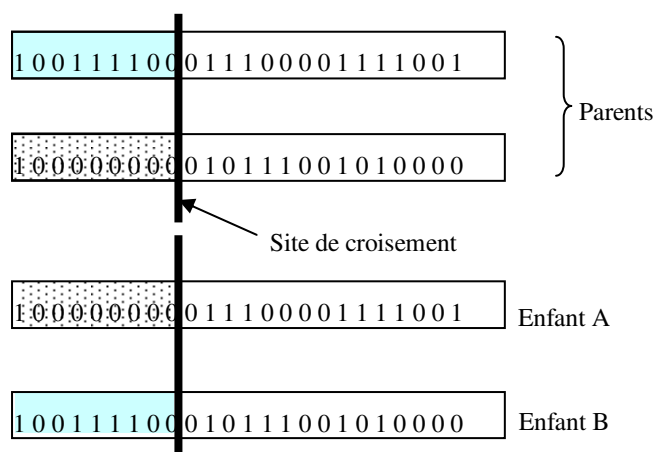 1 0 0 1 1 1 1 0 0 0 1 1 1 0 0 0 0 1 1 1 1 0 0 1
Parents
1 0 0 0 0 0 0 0 0 0 1 0 1 1 1 0 0 1 0 1 0 0 0 0
Site de croisement
1 0 0 0 0 0 0 0 0 0 1 1 1 0 0 0 0 1 1 1 1 0 0 1
Enfant A
1 0 0 1 1 1 1 0 0 0 1 0 1 1 1 0 0 1 0 1 0 0 0 0
Enfant B